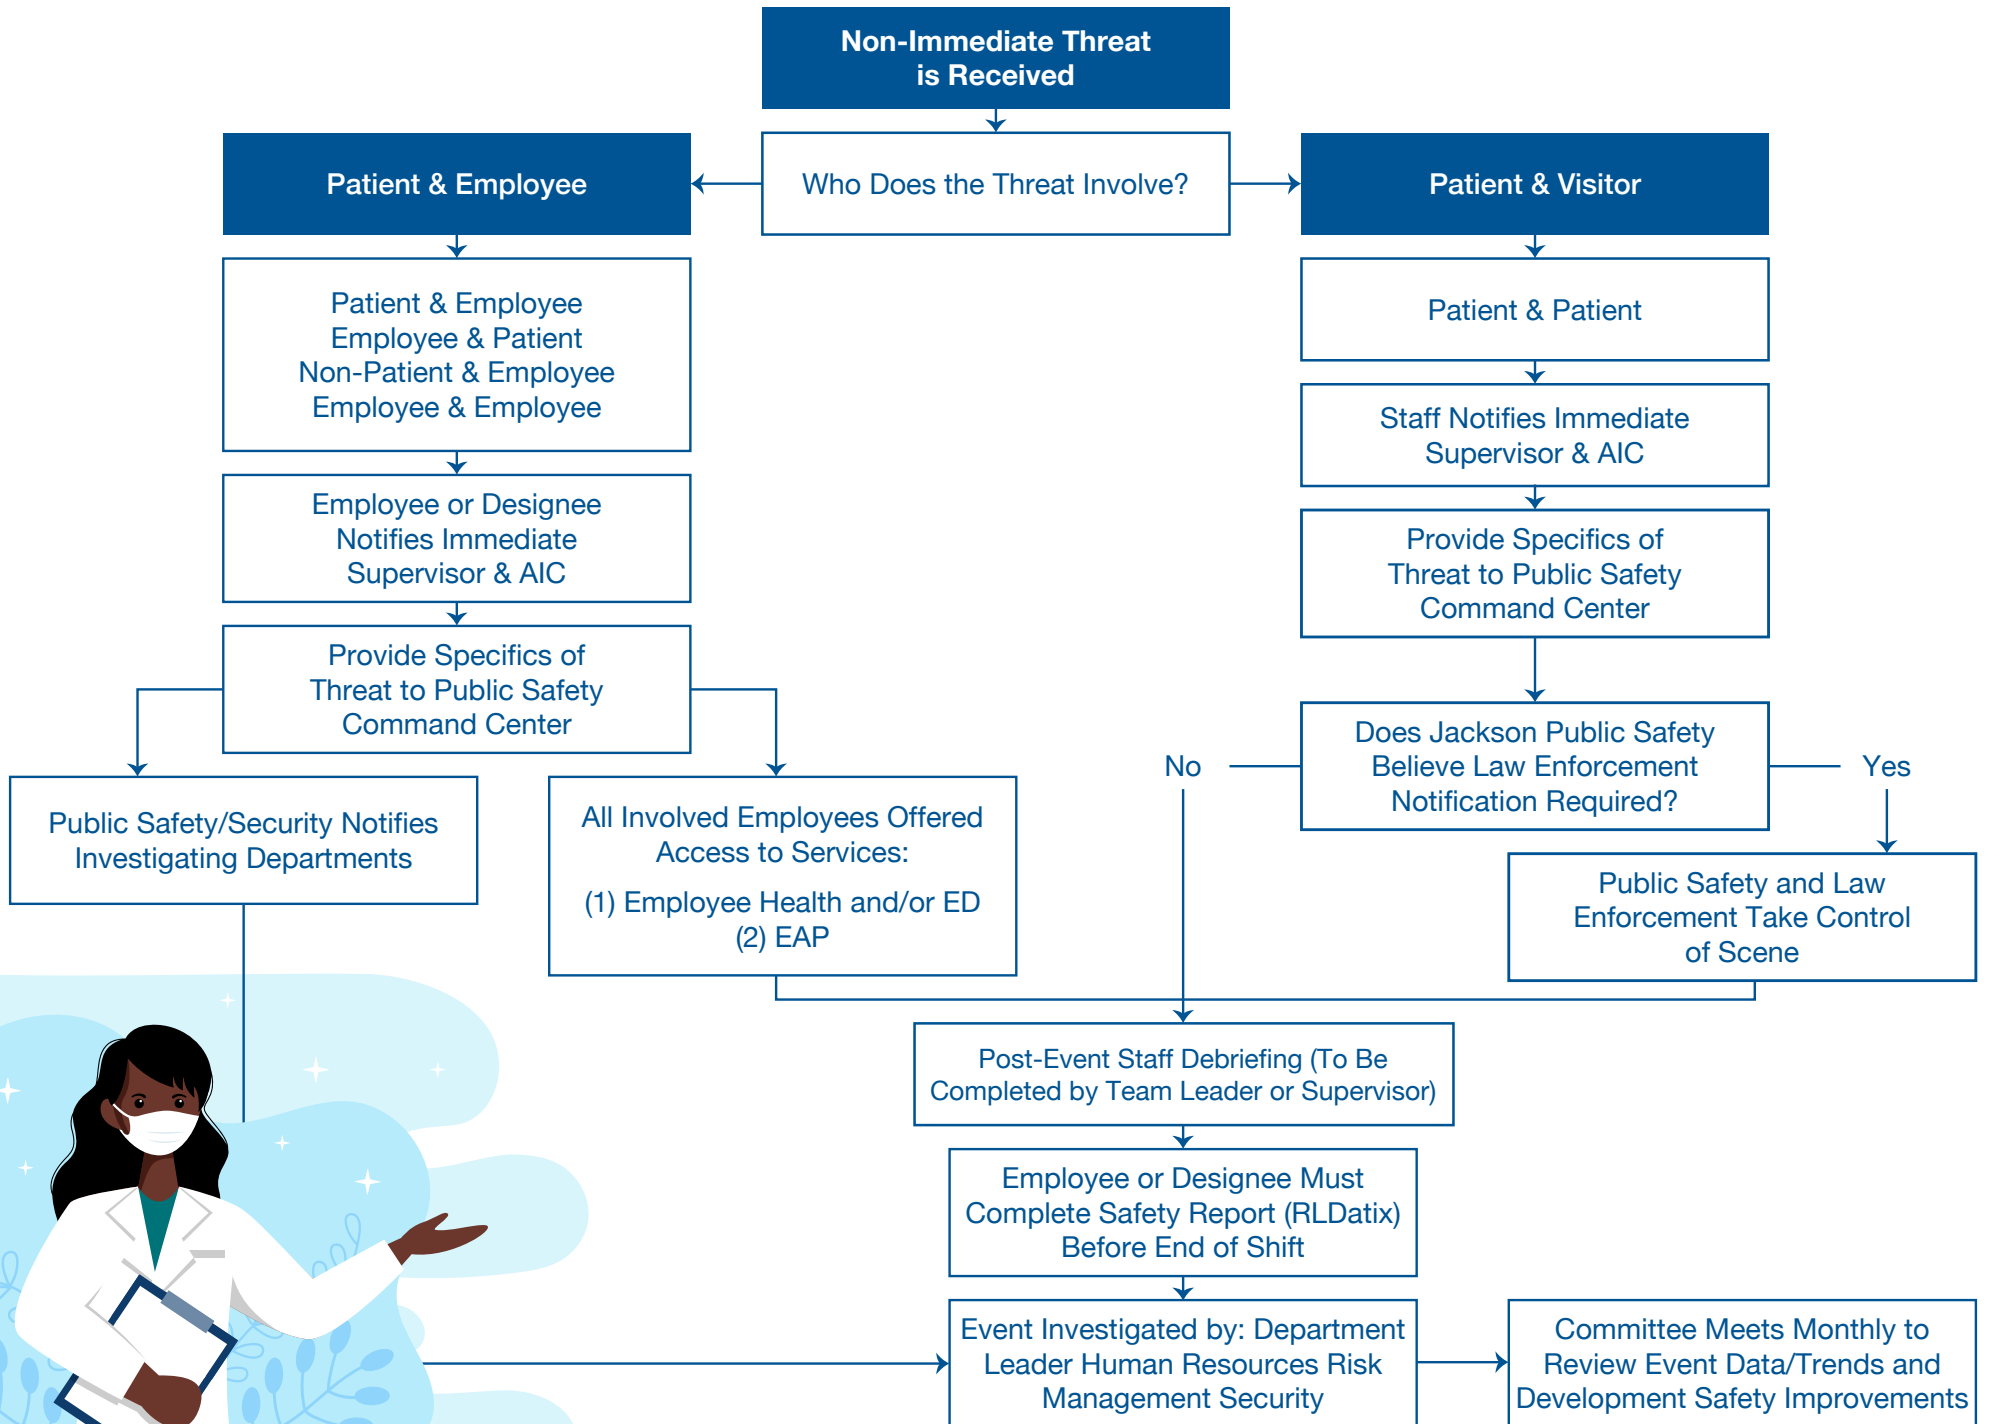 Non-Immediate Threat
is Received
Who Does the Threat Involve?
Patient & Employee
Patient & Employee
Employee & Patient
Non-Patient & Employee
Employee & Employee
Employee or Designee
Notifies Immediate
Supervisor & AIC
Provide Specifics of
Threat to Public Safety
Command Center
Public Safety/Security Notifies
Investigating Departments
All Involved Employees Offered
Access to Services:
(1) Employee Health and/or ED
(2) EAP
Patient & Visitor
Patient & Patient
Staff Notifies Immediate
Supervisor & AIC
Provide Specifics of
Threat to Public Safety
Command Center
Does Jackson Public Safety
Believe Law Enforcement
Notification Required?
No
Yes
Public Safety and Law
Enforcement Take Control
of Scene
Post-Event Staff Debriefing (To Be
Completed by Team Leader or Supervisor)
Employee or Designee Must
Complete Safety Report (RLDatix)
Before End of Shift
Event Investigated by: Department
Leader Human Resources Risk
Management Security
Committee Meets Monthly to
Review Event Data/Trends and
Development Safety Improvements